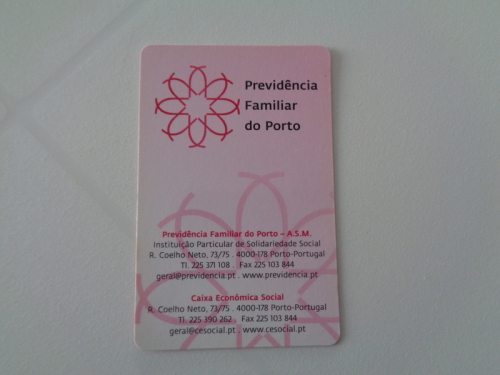 Previdência
Familiar
do Porto
Previdência Familiar do Porto – A.S.M.
Instituição Particular de Solidariedade Social
R. Coelho Neto, 73/75 . 4000-178 Porto-Portugal
Tl. 225 371 108 . Fax 225 103 844
geral@previdencia.pt . www.previdencia.pt
Caixa Económica Social
R. Coelho Neto, 73/75 . 4000-178 Porto-Portugal
Tl. 225 390 262 . Fax 225 103 844
geral@cesocial.pt . www.cesocial.pt